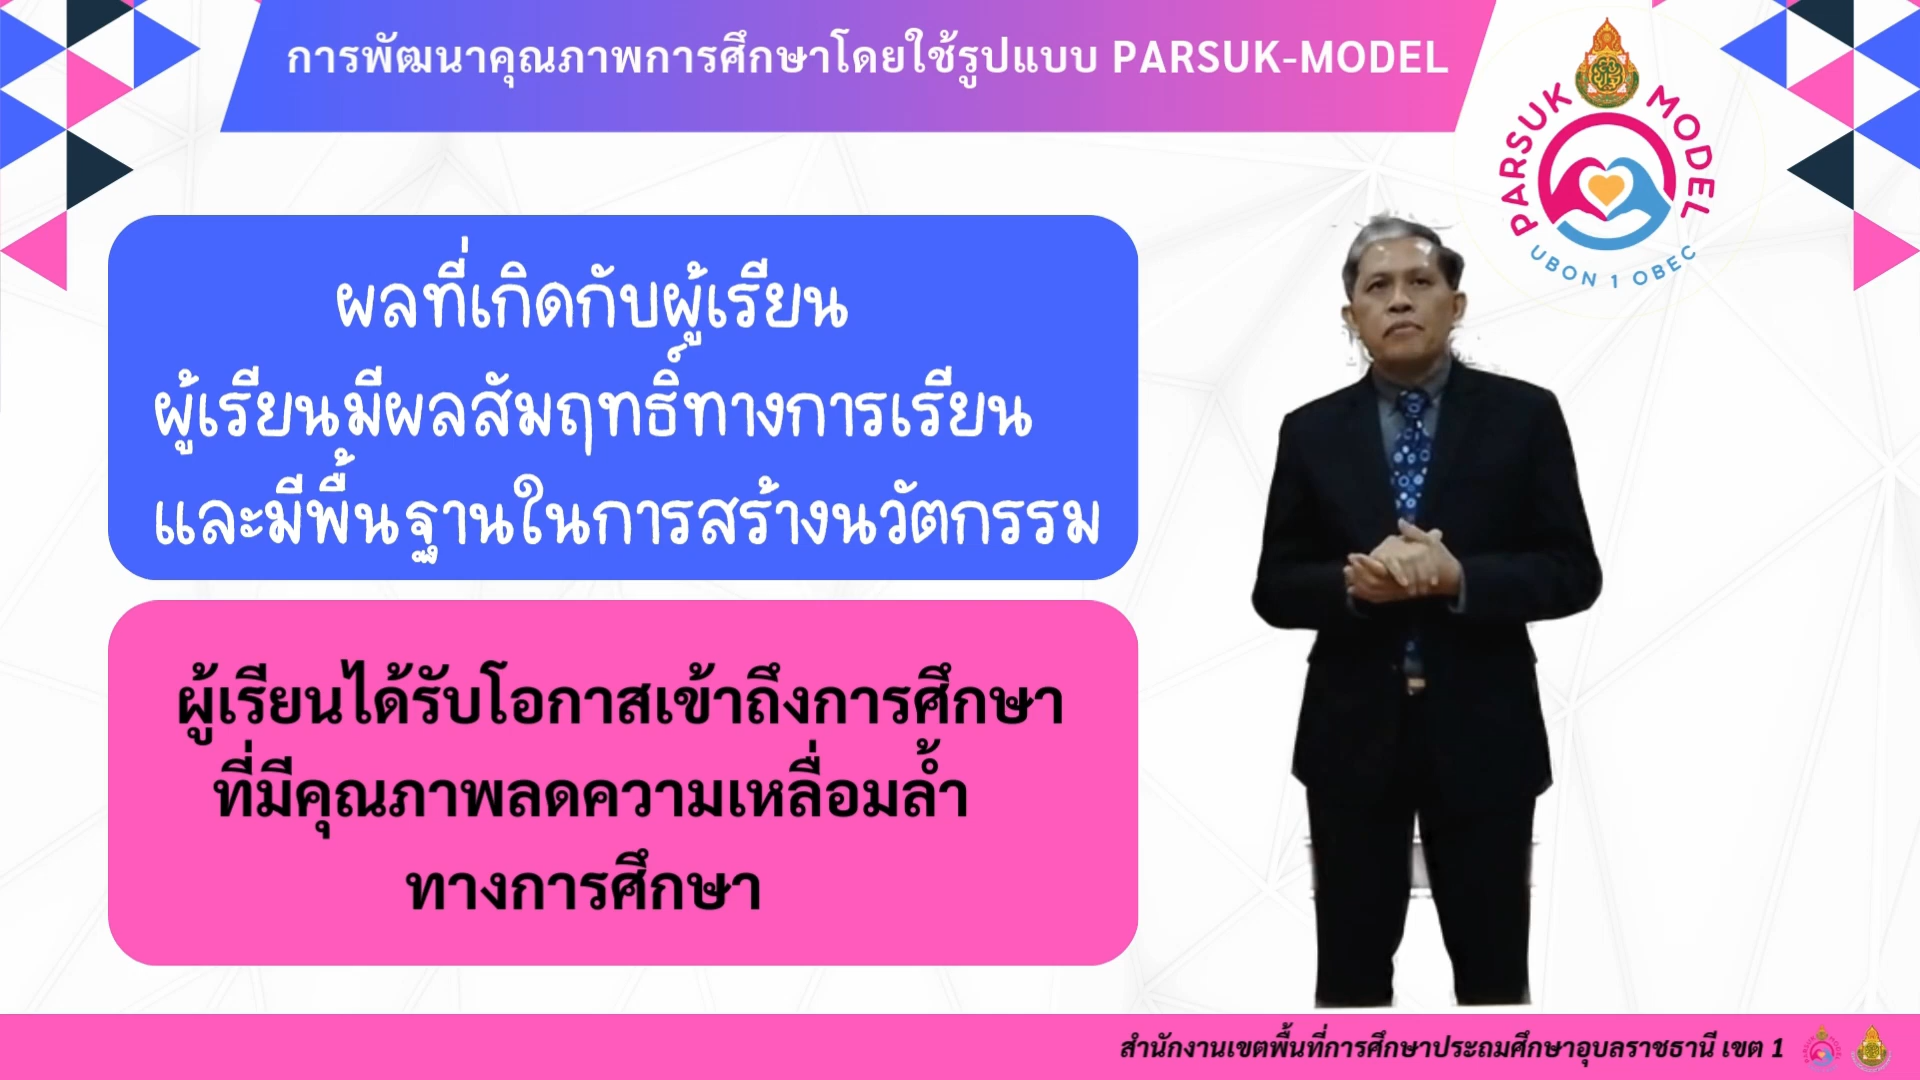 การพัฒนาคุณภาพการศึกษาโดยใช้รูปแบบ PARSUK-MODEL
PARSUK MODEL
UBON 1 OBEC
ผลที่เกิดกับผู้เรียน
ผู้เรียนมีผลสัมฤทธิ์ทางการเรียน
และมีพื้นฐานในการสร้างนวัตกรรม
ผู้เรียนได้รับโอกาสเข้าถึงการศึกษา
ที่มีคุณภาพลดความเหลื่อมล้ำ
ทางการศึกษา
สำนักงานเขตพื้นที่การศึกษาประถมศึกษาอุบลราชธานี เขต 1